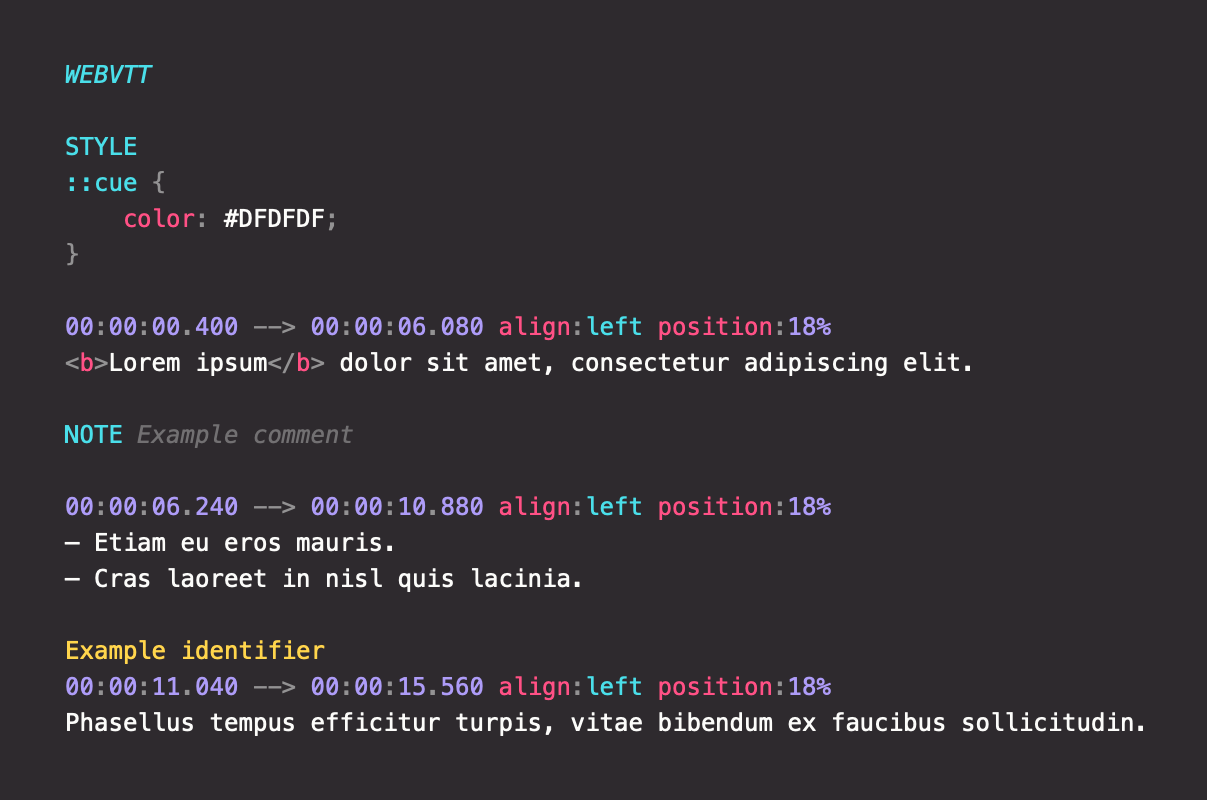 WEBVTT

STYLE
::cue {
    color: #DFDFDF;
}

00:00:00.400 --> 00:00:06.080 align:left position:18%
<b>Lorem ipsum</b> dolor sit amet, consectetur adipiscing elit.

NOTE Example comment

00:00:06.240 --> 00:00:10.880 align:left position:18%
– Etiam eu eros mauris.
– Cras laoreet in nisl quis lacinia.

Example identifier
00:00:11.040 --> 00:00:15.560 align:left position:18%
Phasellus tempus efficitur turpis, vitae bibendum ex faucibus sollicitudin.